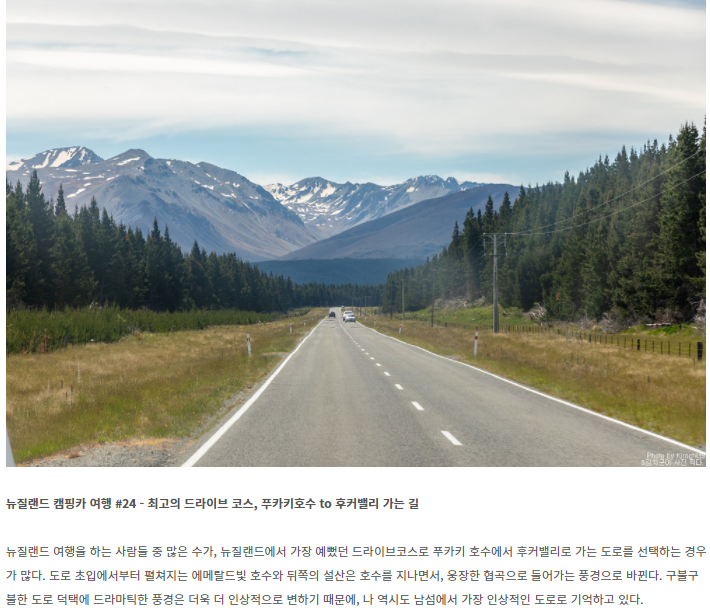 Photo by Kimchi39
뉴질랜드 캠핑카 여행 #24 - 최고의 드라이브 코스, 푸카키호수 to 후커밸리 가는 길
뉴질랜드 여행을 하는 사람들 중 많은 수가, 뉴질랜드에서 가장 예뻤던 드라이브코스로 푸카키 호수에서 후커밸리로 가는 도로를 선택하는 경우
가 많다. 도로 초입에서부터 펼쳐지는 에메랄드빛 호수와 뒤쪽의 설산은 호수를 지나면서, 웅장한 협곡으로 들어가는 풍경으로 바뀐다. 구불구
불한 도로 덕택에 드라마틱한 풍경은 더욱 더 인상적으로 변하기 때문에, 나 역시도 남섬에서 가장 인상적인 도로로 기억하고 있다.